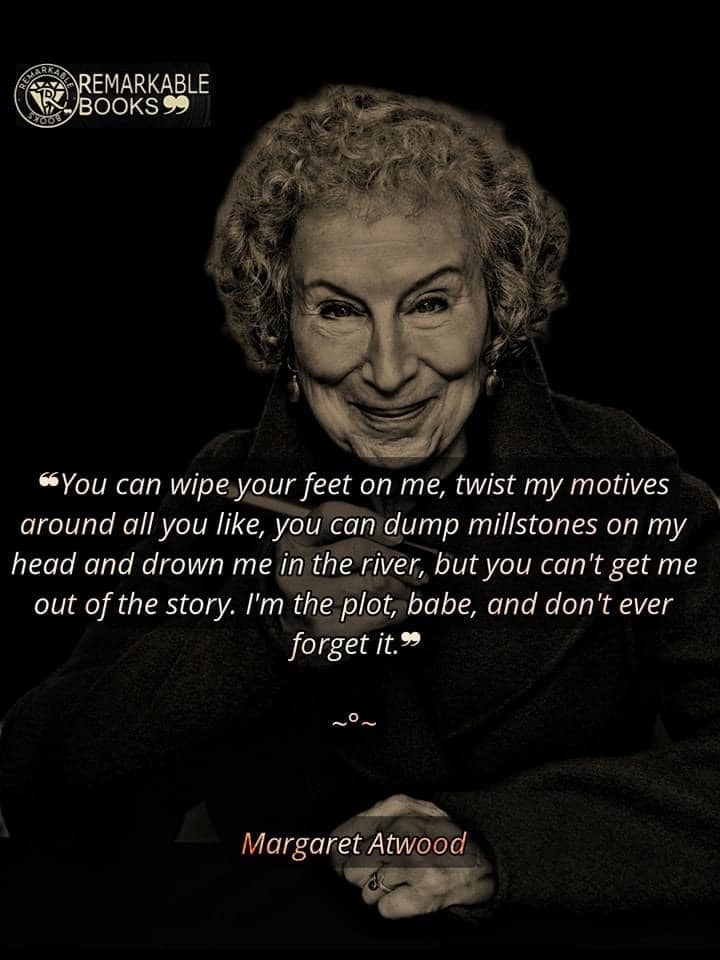 REMARKABLE
BOOKS❞
REMARKABLE
BOOKS
❝You can wipe your feet on me, twist my motives
around all you like, you can dump millstones on my
head and drown me in the river, but you can't get me
out of the story. I'm the plot, babe, and don't ever
forget it.❞
~°~
Margaret Atwood